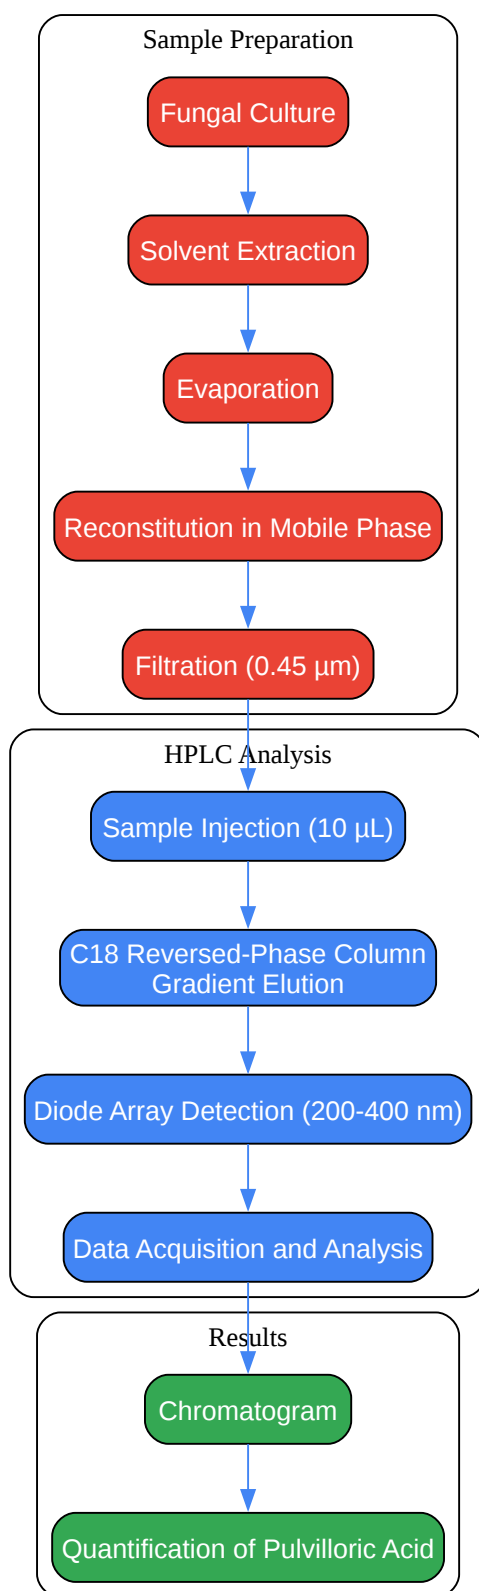 Sample Preparation
Fungal Culture
Solvent Extraction
Evaporation
Reconstitution in Mobile Phase
Filtration (0.45 µm)
HPLC Analysis
Sample Injection (10 µL)
C18 Reversed-Phase Column
Gradient Elution
Diode Array Detection (200-400 nm)
Data Acquisition and Analysis
Results
Chromatogram
Quantification of Pulvilloric Acid